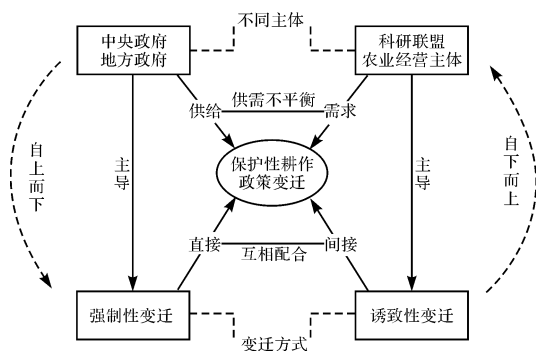 不同主体
中央政府
地方政府
科研联盟
农业经营主体
供需不平衡
供给
需求
自上而下
主导
保护性耕作
政策变迁
主导
自下而上
直接
间接
互相配合
强制性变迁
诱致性变迁
变迁方式